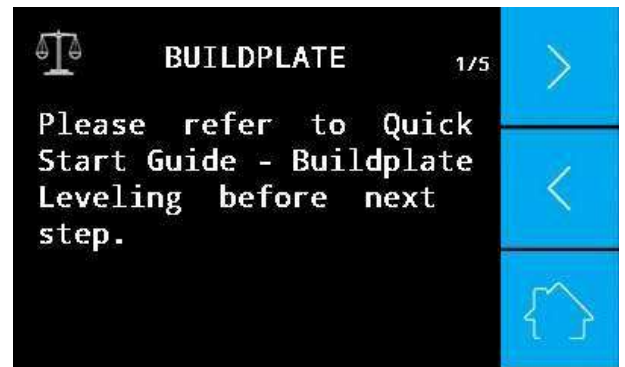 BUILDPLATE 1/5
Please refer to Quick
Start Guide - Buildplate
Leveling before next
step.